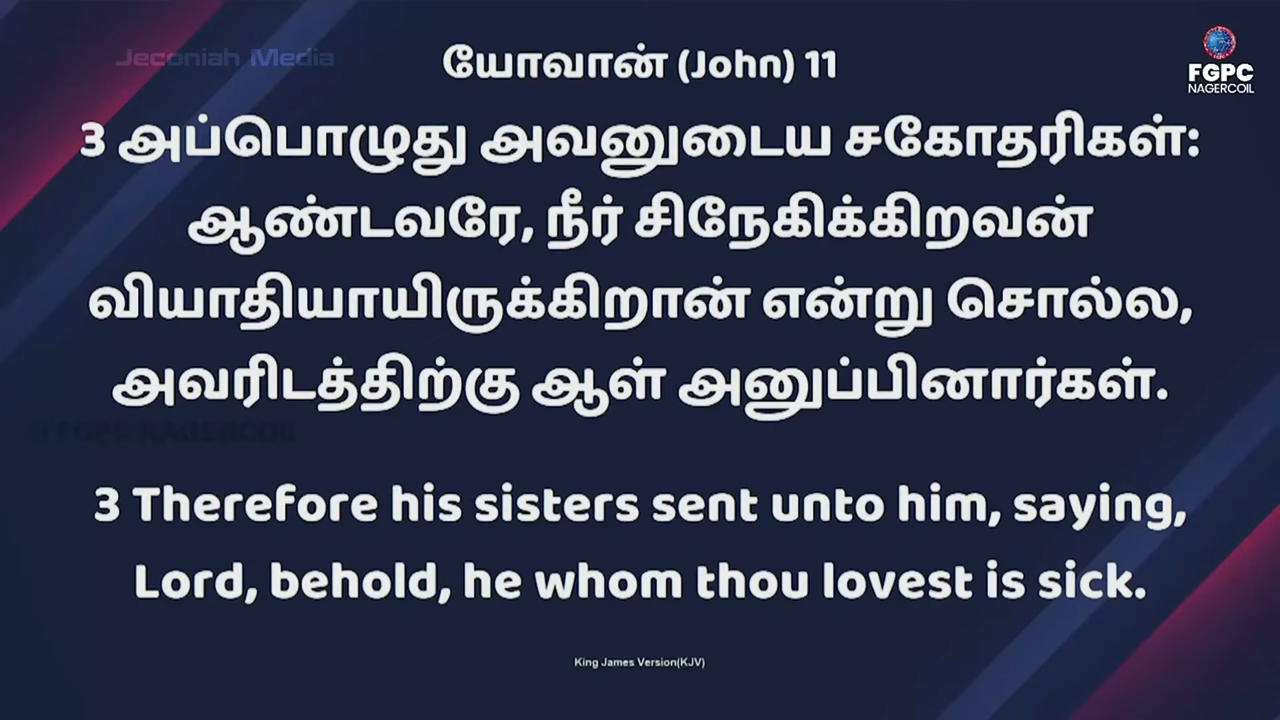 Jeconiah Media
யோவான் (John) 11
FGPC
NAGERCOIL
3 அப்பொழுது அவனுடைய சகோதரிகள்:
ஆண்டவரே, நீர் சிநேகிக்கிறவன்
வியாதியாயிருக்கிறான் என்று சொல்ல,
அவரிடத்திற்கு ஆள் அனுப்பினார்கள்.
FGPC NAGERCOIL
3 Therefore his sisters sent unto him, saying,
Lord, behold, he whom thou lovest is sick.
King James Version(KJV)